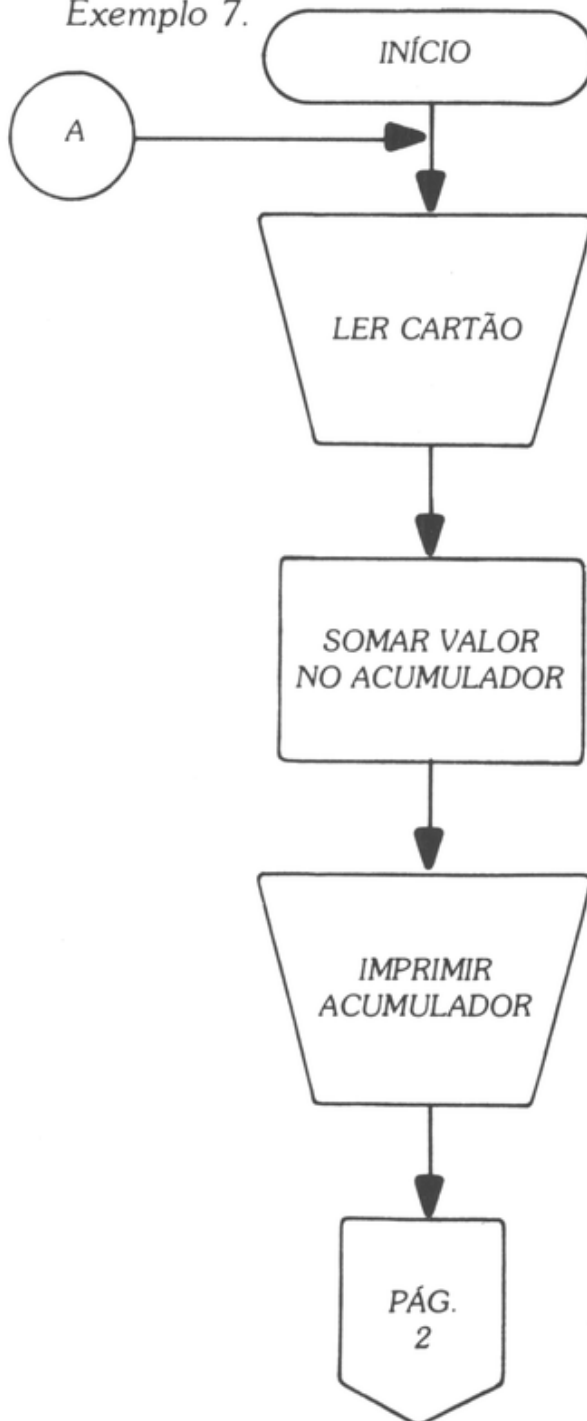 Exemplo 7.
INÍCIO
A
LER CARTÃO
SOMAR VALOR
NO ACUMULADOR
IMPRIMIR
ACUMULADOR
PÁG.
2